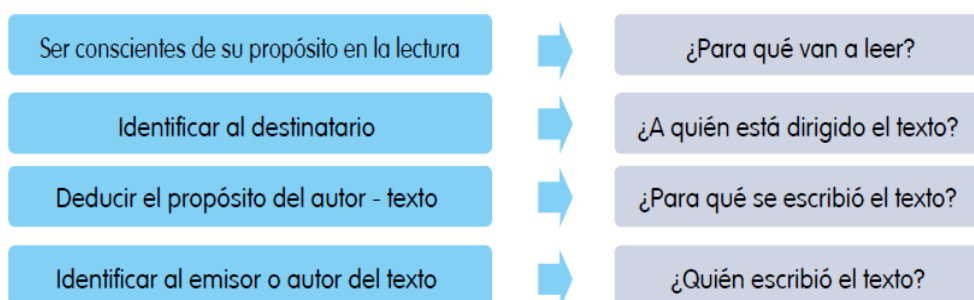 Ser conscientes de su propósito en la lectura
¿Para qué van a leer?
Identificar al destinatario
¿A quién está dirigido el texto?
Deducir el propósito del autor - texto
¿Para qué se escribió el texto?
Identificar al emisor o autor del texto
¿Quién escribió el texto?